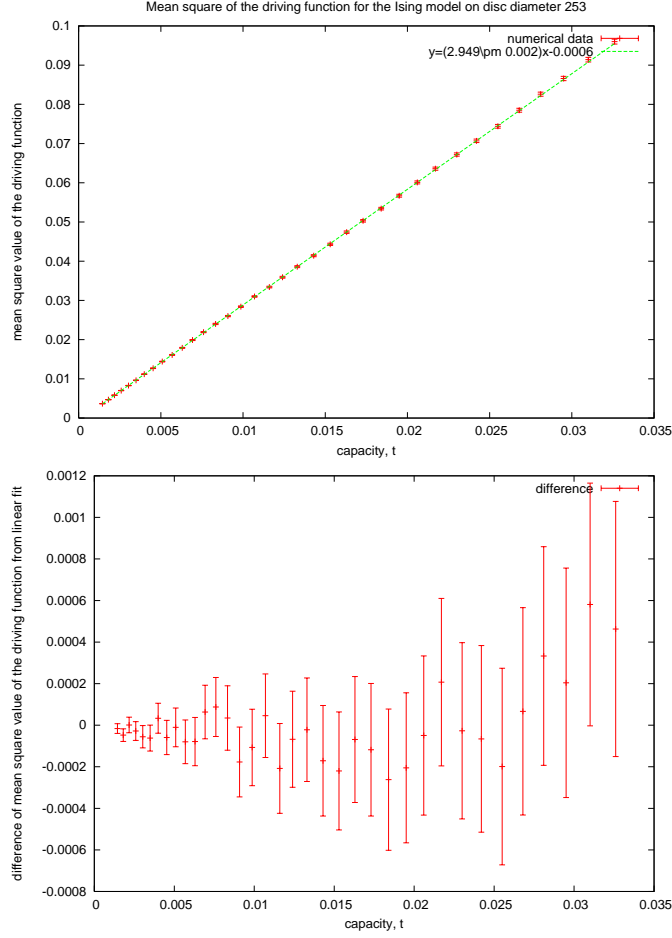 Mean square of the driving function for the Ising model on disc diameter 253
0.1
0.09
0.08
0.07
0.06
0.05
0.04
0.03
0.02
0.01
0
mean square value of the driving function
numerical data
y=(2.949\pm 0.002)x-0.0006
0 0.005 0.01 0.015 0.02 0.025 0.03 0.035
capacity, t
0.0012
0.001
0.0008
0.0006
0.0004
0.0002
0
-0.0002
-0.0004
-0.0006
-0.0008
difference of mean square value of the driving function from linear fit
difference
0 0.005 0.01 0.015 0.02 0.025 0.03 0.035
capacity, t